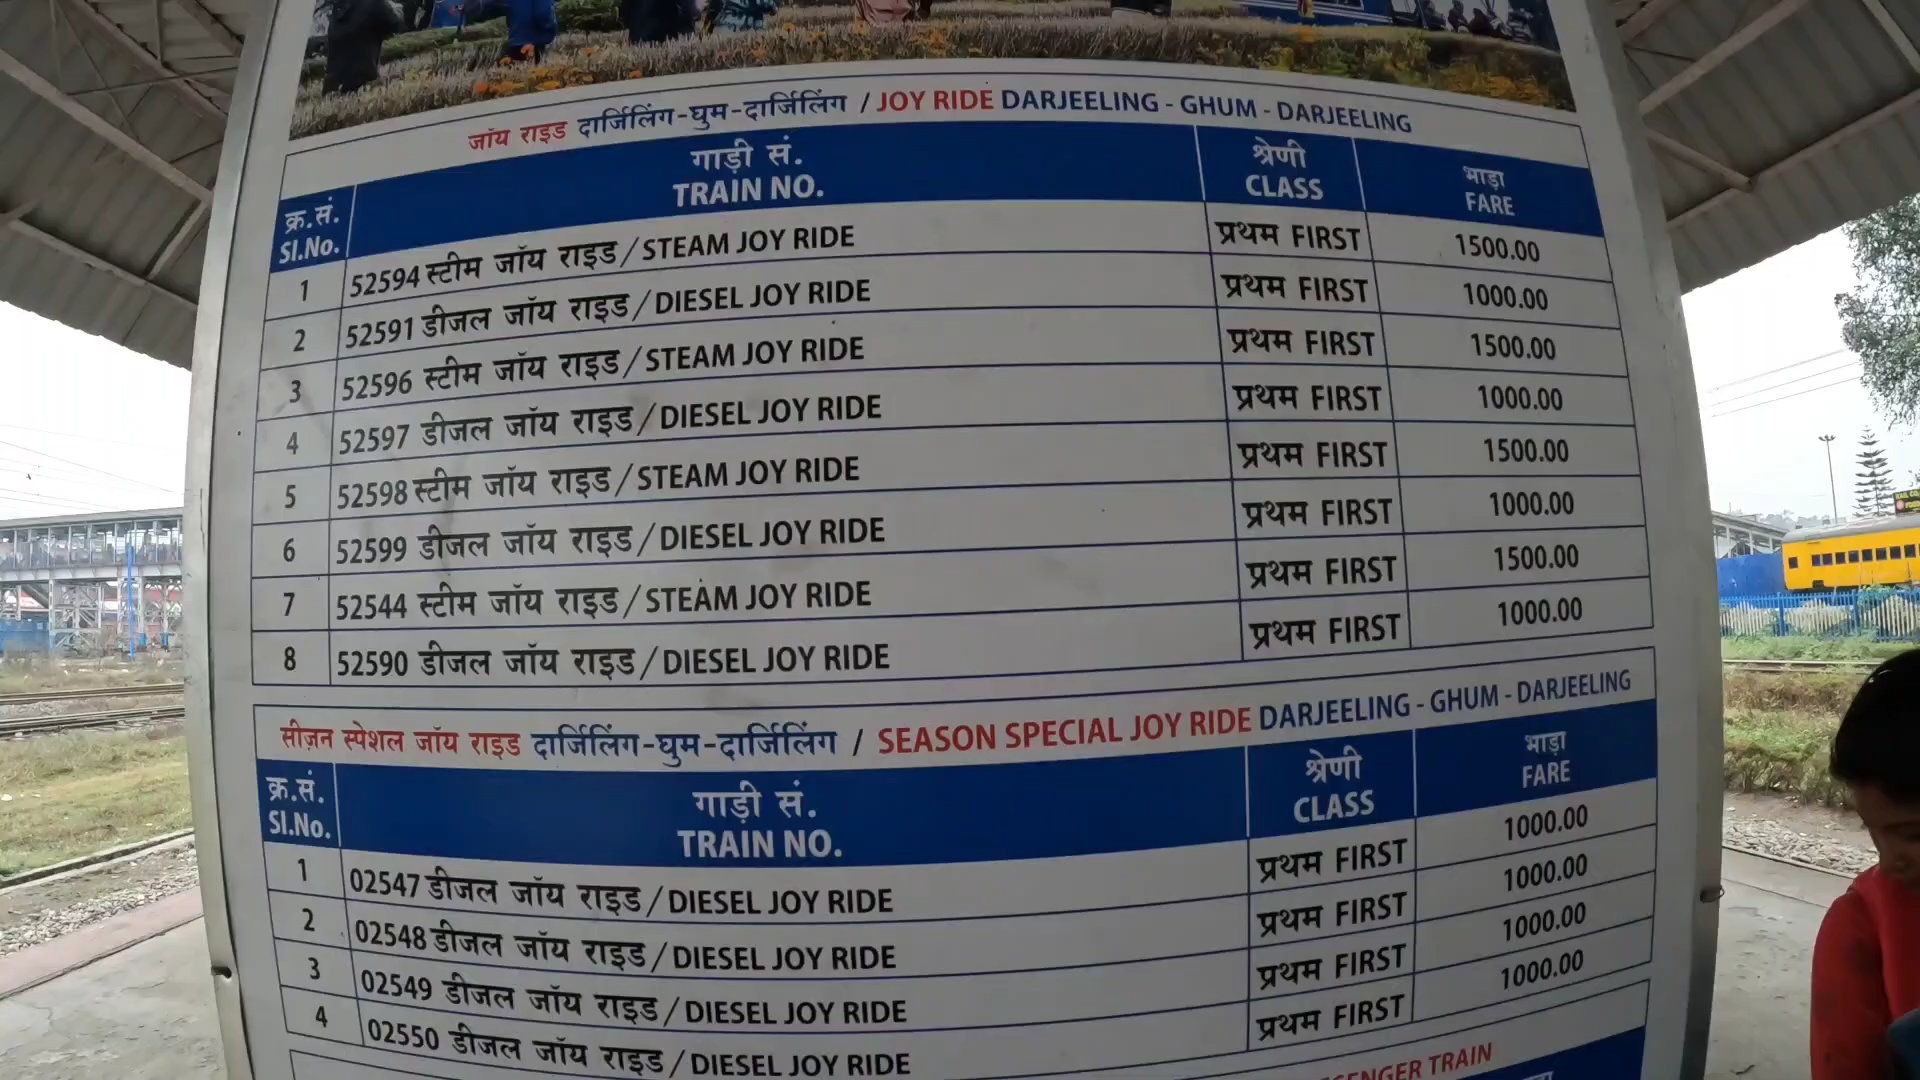 जॉय राइड दार्जिलिंग-घुम-दार्जिलिंग / JOY RIDE DARJEELING - GHUM - DARJEELING
क्र.सं. गाड़ी सं. श्रेणी भाड़ा
Sl.No. TRAIN NO. CLASS FARE
1 52594 स्टीम जॉय राइड / STEAM JOY RIDE प्रथम FIRST 1500.00
2 52591 डीजल जॉय राइड / DIESEL JOY RIDE प्रथम FIRST 1000.00
3 52596 स्टीम जॉय राइड / STEAM JOY RIDE प्रथम FIRST 1500.00
4 52597 डीजल जॉय राइड / DIESEL JOY RIDE प्रथम FIRST 1000.00
5 52598 स्टीम जॉय राइड / STEAM JOY RIDE प्रथम FIRST 1500.00
6 52599 डीजल जॉय राइड / DIESEL JOY RIDE प्रथम FIRST 1000.00
7 52544 स्टीम जॉय राइड / STEAM JOY RIDE प्रथम FIRST 1500.00
8 52590 डीजल जॉय राइड / DIESEL JOY RIDE प्रथम FIRST 1000.00
सीज़न स्पेशल जॉय राइड दार्जिलिंग-घुम-दार्जिलिंग / SEASON SPECIAL JOY RIDE DARJEELING - GHUM - DARJEELING
क्र.सं. गाड़ी सं. श्रेणी भाड़ा
Sl.No. TRAIN NO. CLASS FARE
1 02547 डीजल जॉय राइड / DIESEL JOY RIDE प्रथम FIRST 1000.00
2 02548 डीजल जॉय राइड / DIESEL JOY RIDE प्रथम FIRST 1000.00
3 02549 डीजल जॉय राइड / DIESEL JOY RIDE प्रथम FIRST 1000.00
4 02550 डीजल जॉय राइड / DIESEL JOY RIDE प्रथम FIRST 1000.00
TRAIN